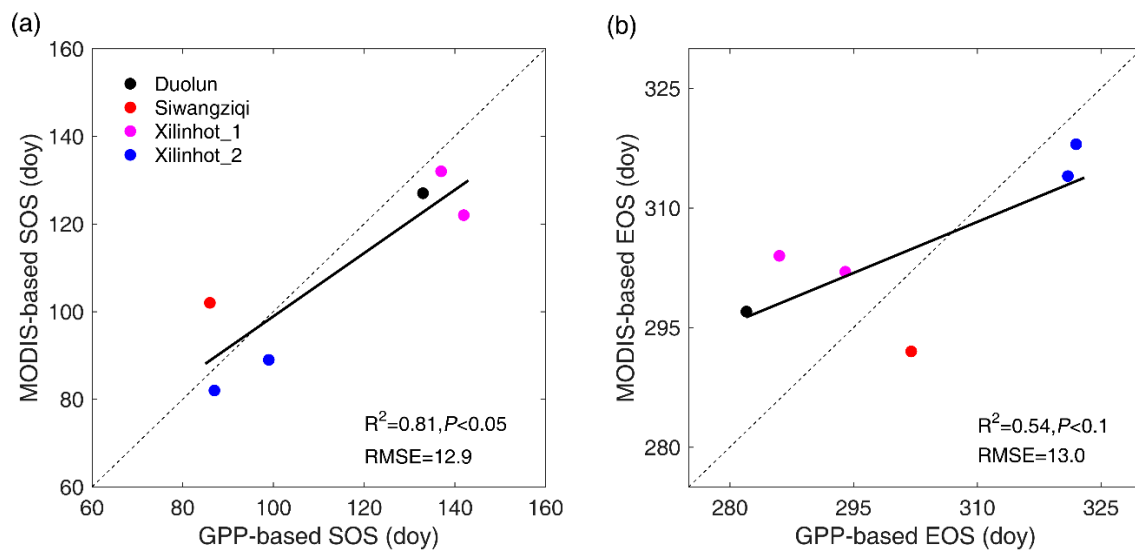 (a)
160
140
120
100
80
60
MODIS-based SOS (doy)
Duolun
Siwangziqi
Xilinhot_1
Xilinhot_2
R²=0.81,P<0.05
RMSE=12.9
60 80 100 120 140 160
GPP-based SOS (doy)
(b)
325
310
295
280
MODIS-based EOS (doy)
R²=0.54,P<0.1
RMSE=13.0
280 295 310 325
GPP-based EOS (doy)